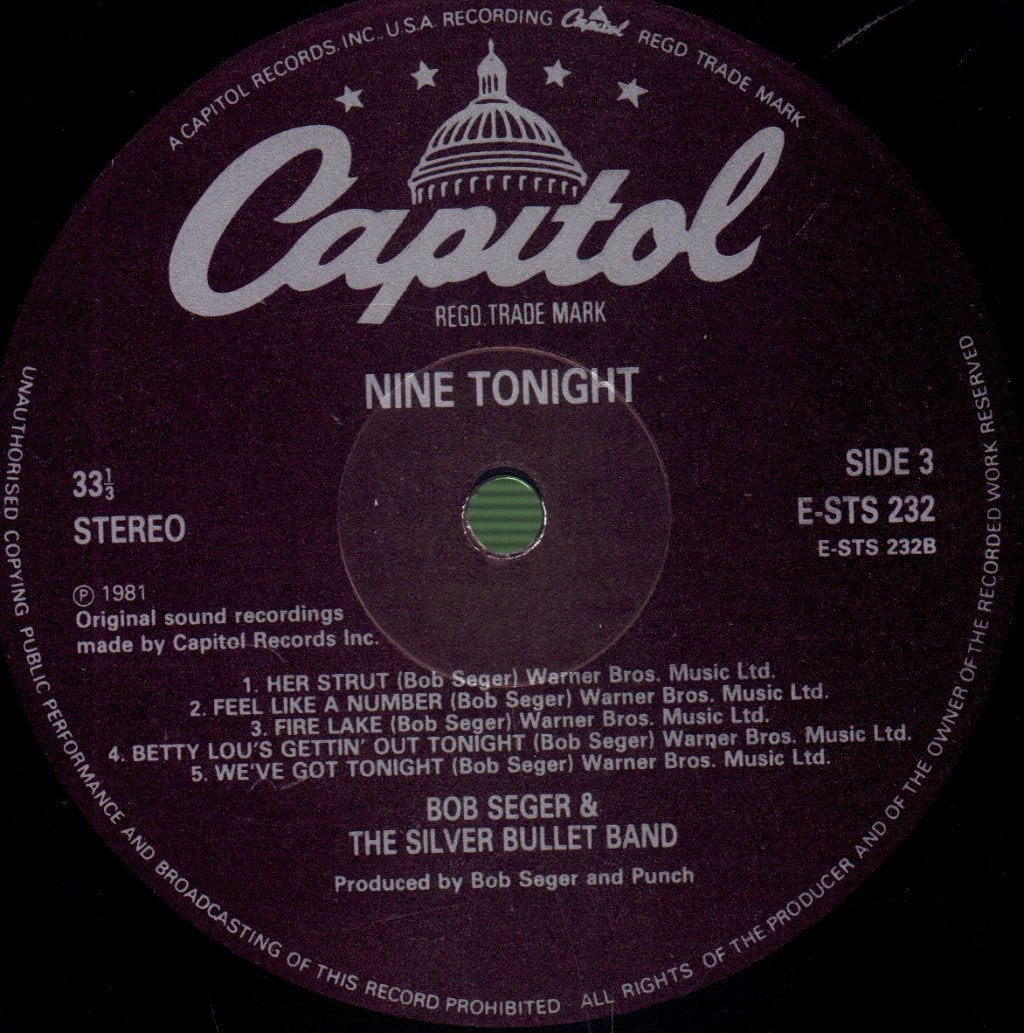 A CAPITOL RECORDS. INC. U.S.A. RECORDING Capitol REGD TRADE MARK
Capitol
REGD. TRADE MARK
NINE TONIGHT
33⅓
STEREO
SIDE 3
E-STS 232
E-STS 232B
℗ 1981
Original sound recordings
made by Capitol Records Inc.
1. HER STRUT (Bob Seger) Warner Bros. Music Ltd.
2. FEEL LIKE A NUMBER (Bob Seger) Warner Bros. Music Ltd.
3. FIRE LAKE (Bob Seger) Warner Bros. Music Ltd.
4. BETTY LOU'S GETTIN' OUT TONIGHT (Bob Seger) Warner Bros. Music Ltd.
5. WE'VE GOT TONIGHT (Bob Seger) Warner Bros. Music Ltd.
BOB SEGER &
THE SILVER BULLET BAND
Produced by Bob Seger and Punch
UNAUTHORISED COPYING PUBLIC PERFORMANCE AND BROADCASTING OF THIS RECORD PROHIBITED · ALL RIGHTS OF THE PRODUCER AND OF THE OWNER OF THE RECORDED WORK RESERVED